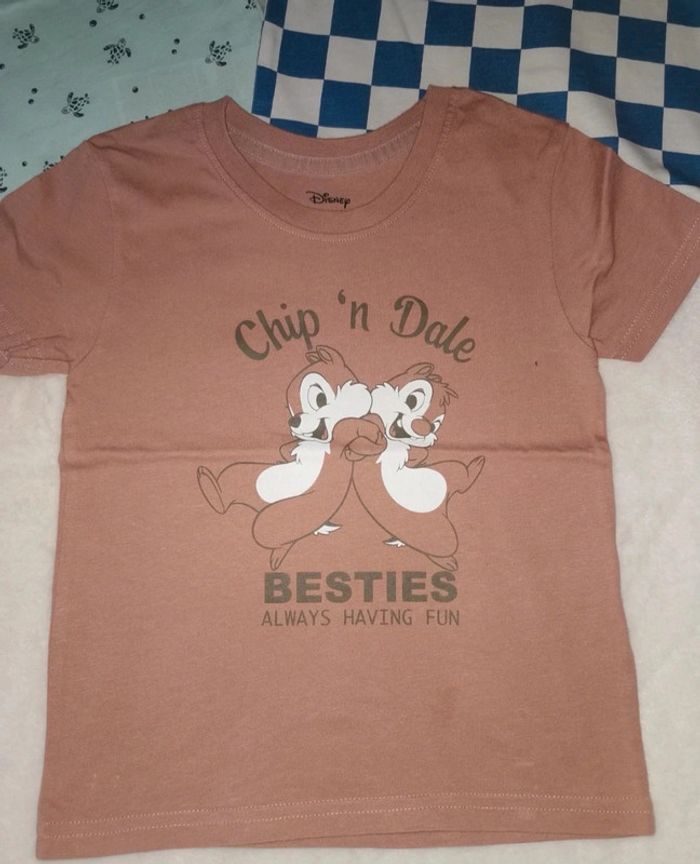 Disney
Chip 'n Dale
BESTIES
ALWAYS HAVING FUN